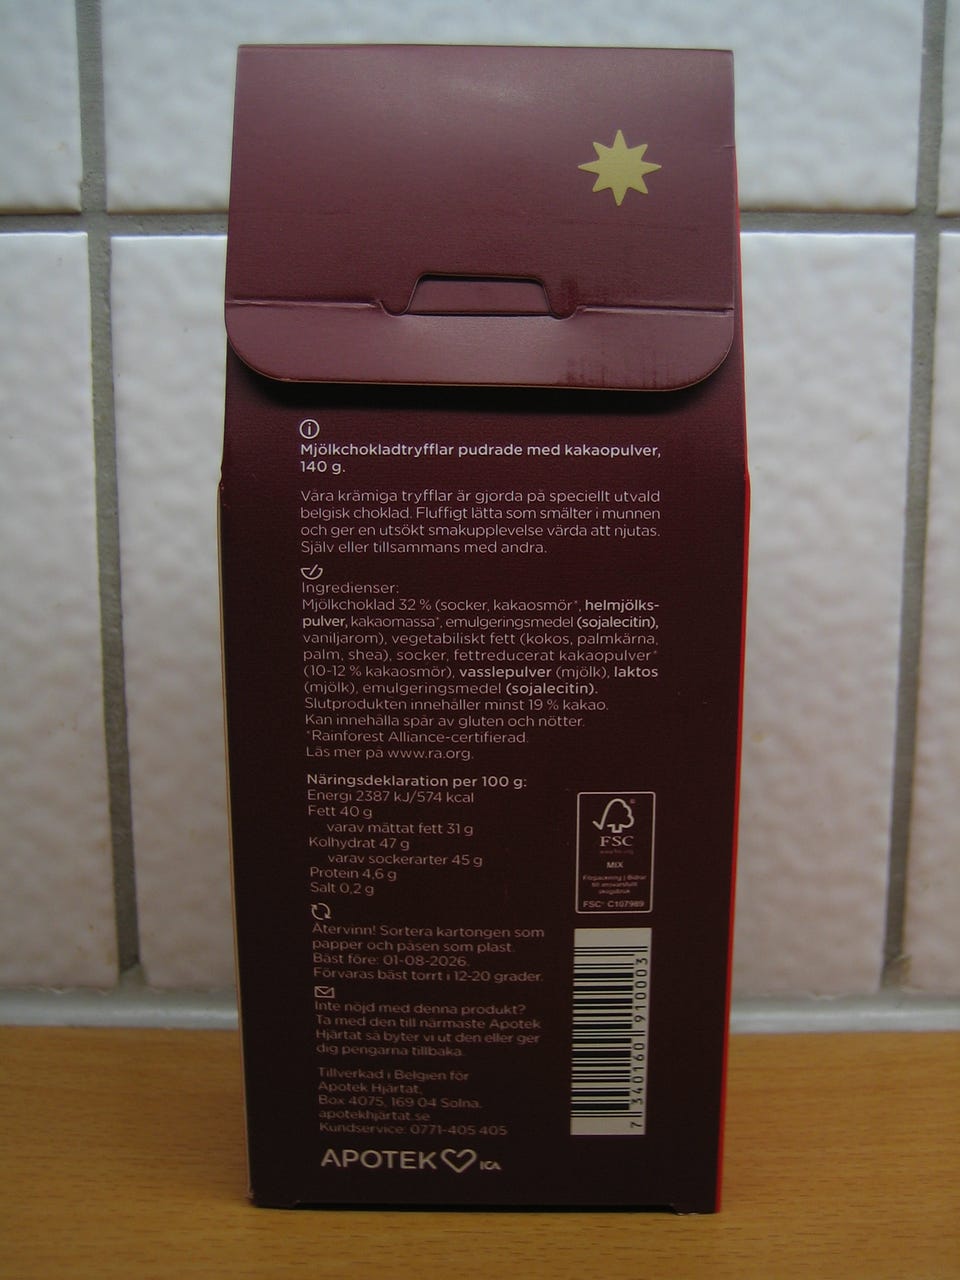 Mjölkchokladtryfflar pudrade med kakaopulver,
140 g.
Våra krämiga tryfflar är gjorda på speciellt utvald
belgisk choklad. Fluffigt lätta som smälter i munnen
och ger en utsökt smakupplevelse värda att njutas.
Själv eller tillsammans med andra.
Ingredienser:
Mjölkchoklad 32 % (socker, kakaosmör*, helmjölks-
pulver, kakaomassa*, emulgeringsmedel (sojalecitin),
vaniljarom), vegetabiliskt fett (kokos, palmkärna,
palm, shea), socker, fettreducerat kakaopulver*
(10-12 % kakaosmör), vasslepulver (mjölk), laktos
(mjölk), emulgeringsmedel (sojalecitin).
Slutprodukten innehåller minst 19 % kakao.
Kan innehålla spår av gluten och nötter.
*Rainforest Alliance-certifierad.
Läs mer på www.ra.org.
Näringsdeklaration per 100 g:
Energi 2387 kJ/574 kcal
Fett 40 g
varav mättat fett 31 g
Kolhydrat 47 g
varav sockerarter 45 g
Protein 4,6 g
Salt 0,2 g
Återvinn! Sortera kartongen som
papper och påsen som plast.
Bäst före: 01-08-2026.
Förvaras bäst torrt i 12-20 grader.
Inte nöjd med denna produkt?
Ta med den till närmaste Apotek
Hjärtat så byter vi ut den eller ger
dig pengarna tillbaka.
Tillverkad i Belgien för
Apotek Hjärtat,
Box 4075, 169 04 Solna.
apotekhjärtat.se
Kundservice: 0771-405 405
APOTEK ICA
FSC
www.fsc.org
MIX
Förpackning | Bidrar
till ansvarsfullt
skogsbruk
FSC® C107989
7 340160 910003